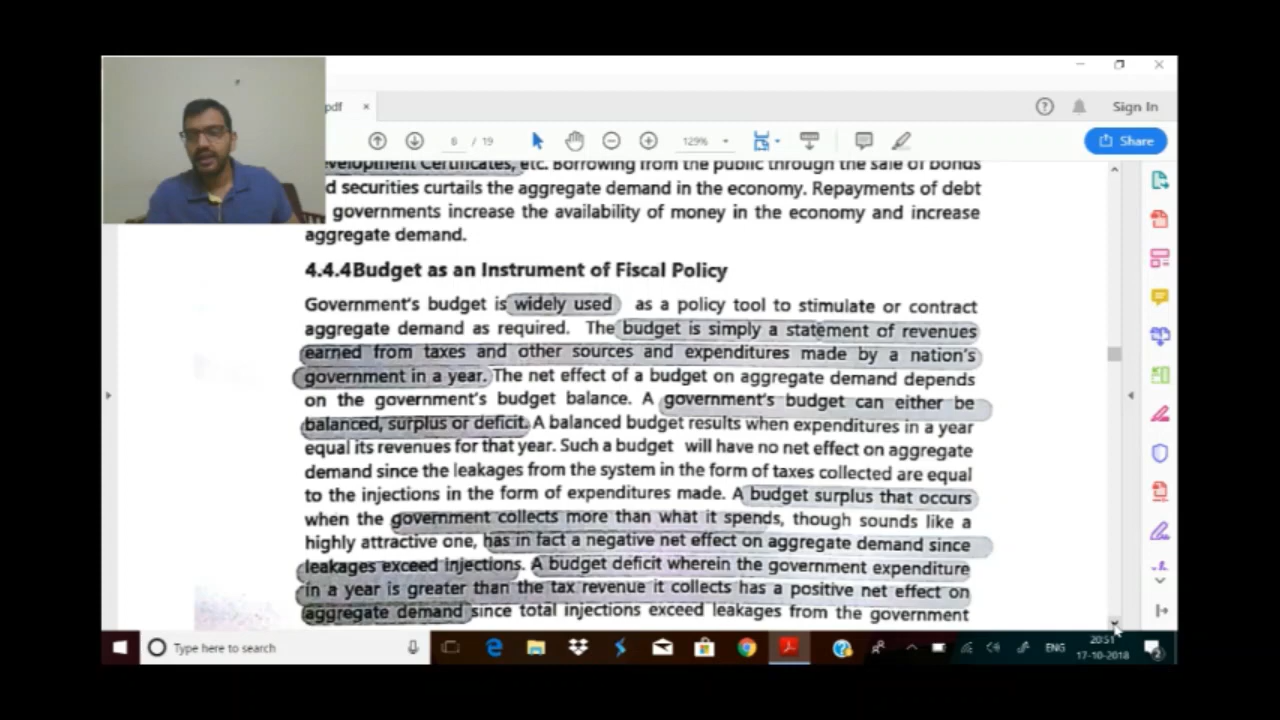 pdf ×
Sign In
6 / 19
129%
Share
velopment Certificates, etc. Borrowing from the public through the sale of bonds
d securities curtails the aggregate demand in the economy. Repayments of debt
governments increase the availability of money in the economy and increase
aggregate demand.
4.4.4Budget as an Instrument of Fiscal Policy
Government's budget is widely used as a policy tool to stimulate or contract
aggregate demand as required. The budget is simply a statement of revenues
earned from taxes and other sources and expenditures made by a nation's
government in a year. The net effect of a budget on aggregate demand depends
on the government's budget balance. A government's budget can either be
balanced, surplus or deficit. A balanced budget results when expenditures in a year
equal its revenues for that year. Such a budget will have no net effect on aggregate
demand since the leakages from the system in the form of taxes collected are equal
to the injections in the form of expenditures made. A budget surplus that occurs
when the government collects more than what it spends, though sounds like a
highly attractive one, has in fact a negative net effect on aggregate demand since
leakages exceed injections. A budget deficit wherein the government expenditure
in a year is greater than the tax revenue it collects has a positive net effect on
aggregate demand since total injections exceed leakages from the government
Type here to search
ENG
20:51
17-10-2018
2